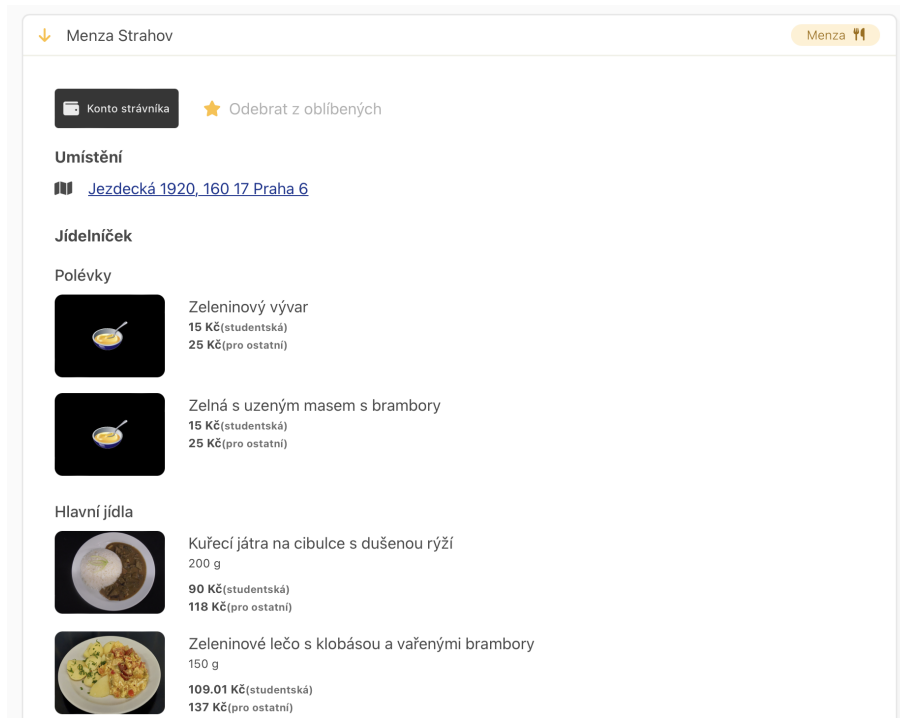 Menza Strahov
Menza
Konto strávníka
Odebrat z oblíbených
Umístění
Jezdecká 1920, 160 17 Praha 6
Jídelníček
Polévky
Zeleninový vývar
15 Kč(studentská)
25 Kč(pro ostatní)
Zelná s uzeným masem s brambory
15 Kč(studentská)
25 Kč(pro ostatní)
Hlavní jídla
Kuřecí játra na cibulce s dušenou rýží
200 g
90 Kč(studentská)
118 Kč(pro ostatní)
Zeleninové lečo s klobásou a vařenými brambory
150 g
109.01 Kč(studentská)
137 Kč(pro ostatní)